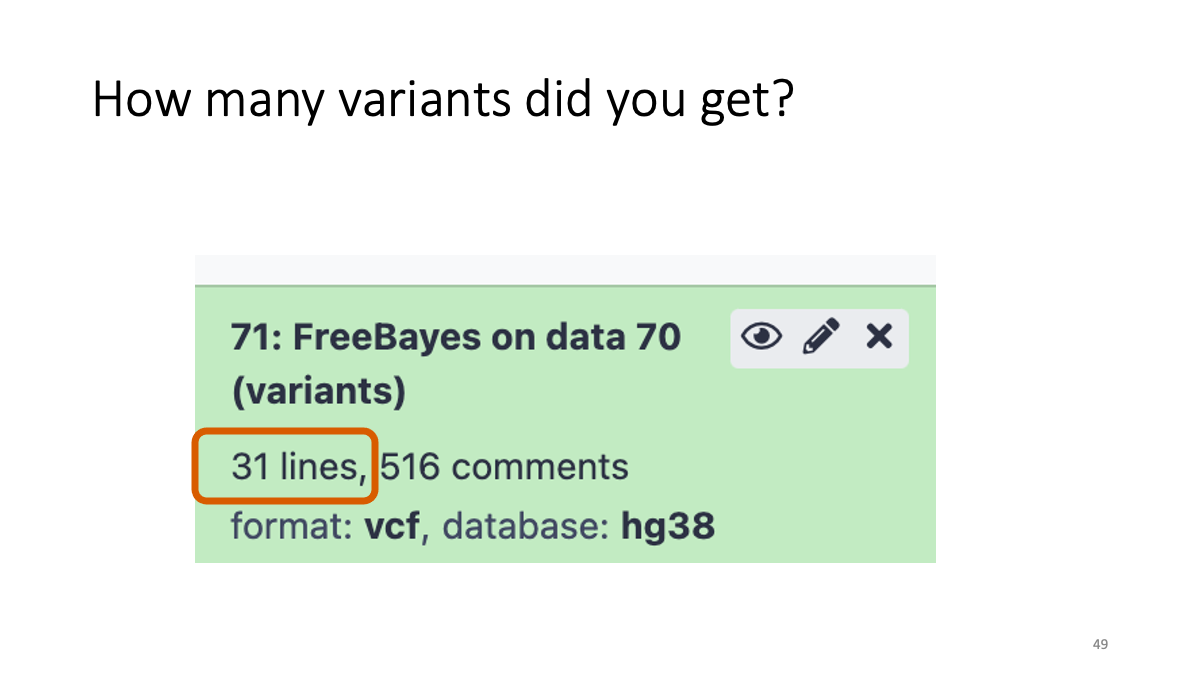 How many variants did you get?
71: FreeBayes on data 70
(variants)
31 lines, 516 comments
format: vcf, database: hg38
49